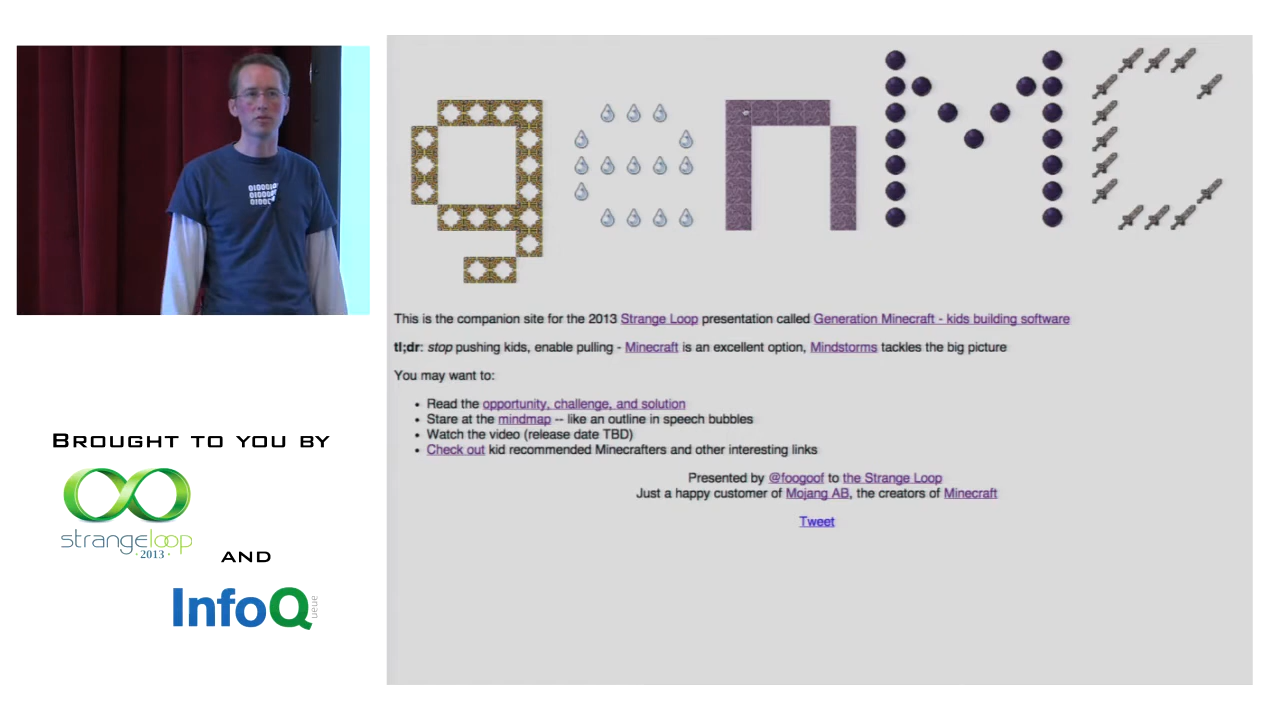 genMC
This is the companion site for the 2013 Strange Loop presentation called Generation Minecraft - kids building software
tl;dr: stop pushing kids, enable pulling - Minecraft is an excellent option, Mindstorms tackles the big picture
You may want to:
• Read the opportunity, challenge, and solution
• Stare at the mindmap -- like an outline in speech bubbles
• Watch the video (release date TBD)
• Check out kid recommended Minecrafters and other interesting links
Presented by @foogoof to the Strange Loop
Just a happy customer of Mojang AB, the creators of Minecraft
Tweet
BROUGHT TO YOU BY
strangeloop
· 2013 ·
AND
InfoQ